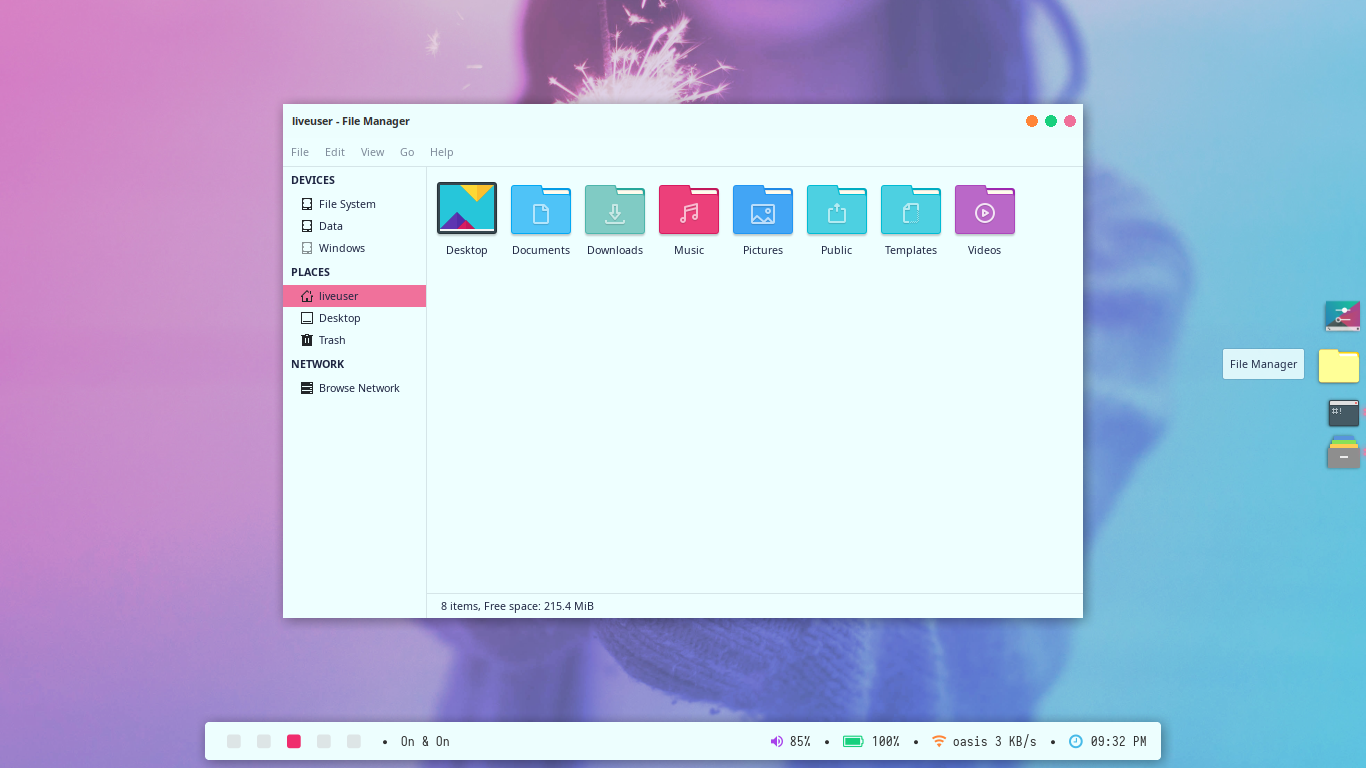 liveuser - File Manager
File Edit View Go Help
DEVICES
File System
Data
Windows
PLACES
liveuser
Desktop
Trash
NETWORK
Browse Network
Desktop Documents Downloads Music Pictures Public Templates Videos
8 items, Free space: 215.4 MiB
File Manager
#!
• On & On 85% • 100% • oasis 3 KB/s • 09:32 PM